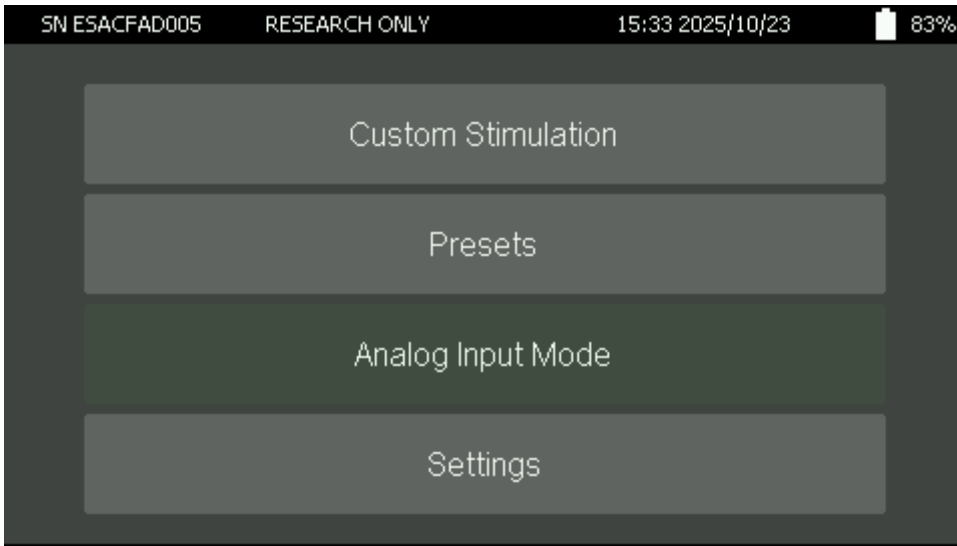 SN ESACFAD005 RESEARCH ONLY 15:33 2025/10/23 83%
Custom Stimulation
Presets
Analog Input Mode
Settings